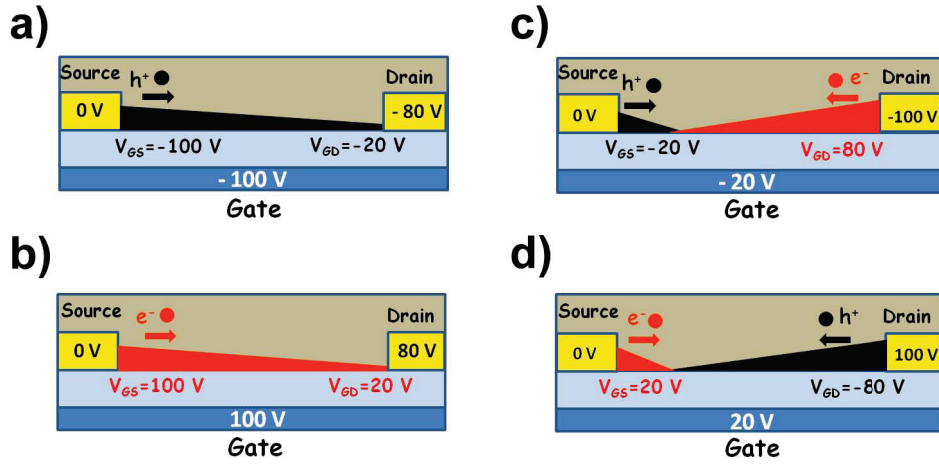 a)
Source h⁺ Drain
0 V - 80 V
V_GS=-100 V V_GD=-20 V
- 100 V
Gate
b)
Source e⁻ Drain
0 V 80 V
V_GS=100 V V_GD=20 V
100 V
Gate
c)
Source h⁺ e⁻ Drain
0 V -100 V
V_GS=-20 V V_GD=80 V
- 20 V
Gate
d)
Source e⁻ h⁺ Drain
0 V 100 V
V_GS=20 V V_GD=-80 V
20 V
Gate